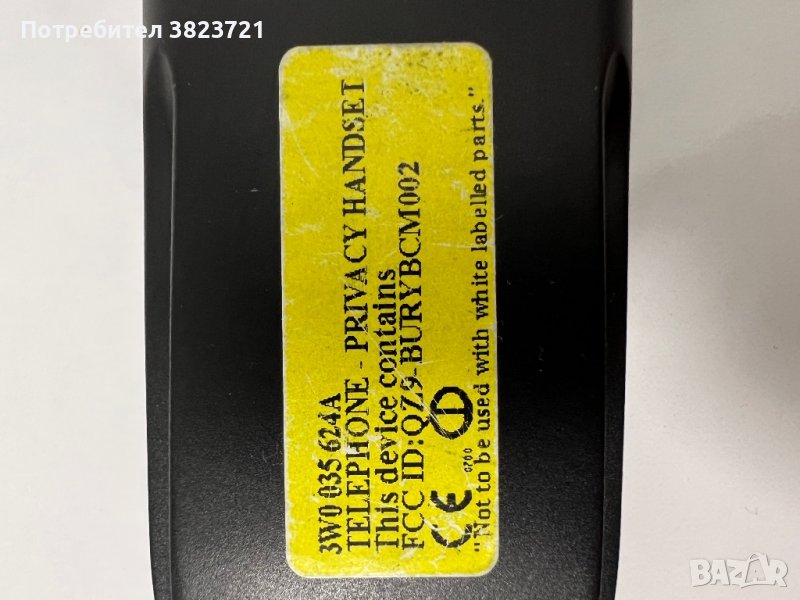 Потребител 3823721
3W0 035 624A
TELEPHONE - PRIVACY HANDSET
This device contains
FCC ID:QZ9-BURYBCM002
CE 0700
"Not to be used with white labelled parts."
BAZAR